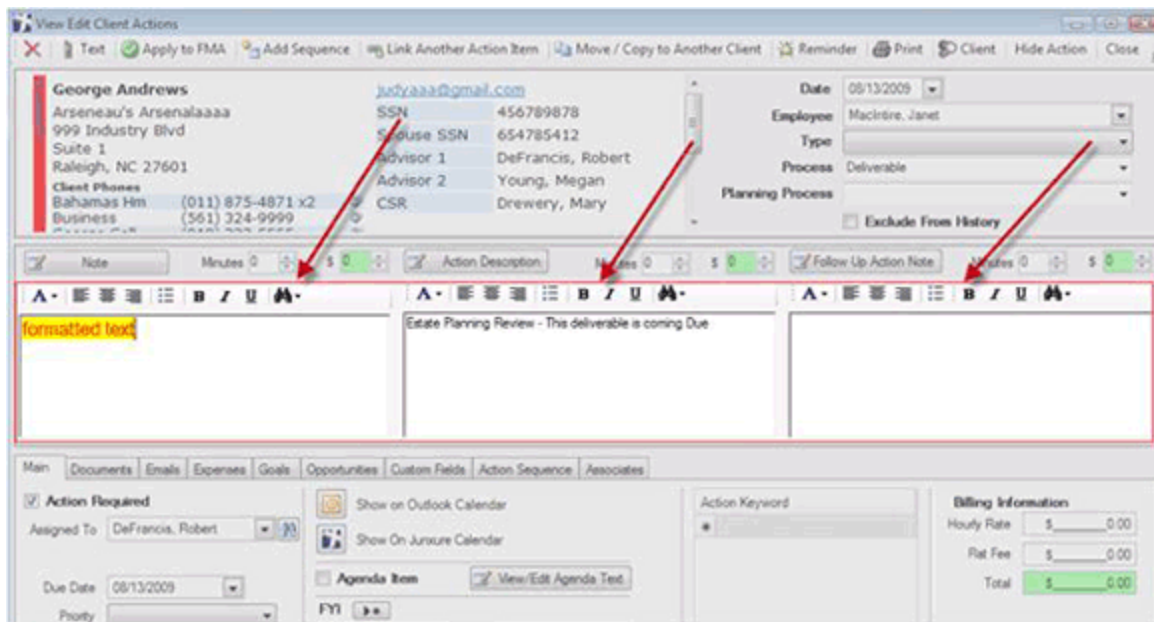 View Edit Client Actions
Text Apply to FMA Add Sequence Link Another Action Item Move / Copy to Another Client Reminder Print Client Hide Action Close
George Andrews
Arseneau's Arsenalaaaa
999 Industry Blvd
Suite 1
Raleigh, NC 27601
Client Phones
Bahamas Hm (011) 875-4871 x2
Business (561) 324-9999
judyaaa@gmail.com
SSN 456789878
Spouse SSN 654785412
Advisor 1 DeFrancis, Robert
Advisor 2 Young, Megan
CSR Drewery, Mary
Date 08/13/2009
Employee MacIntire, Janet
Type
Process Deliverable
Planning Process
Exclude From History
Note Minutes 0 $ 0 Action Description Minutes 0 $ 0 Follow Up Action Note Minutes 0 $ 0
A B I U A B I U A B I U
formatted text
Estate Planning Review - This deliverable is coming Due
Main Documents Emails Expenses Goals Opportunities Custom Fields Action Sequence Associates
Action Required
Assigned To DeFrancis, Robert
Due Date 08/13/2009
Priority
Show on Outlook Calendar
Show On Junxure Calendar
Agenda Item View/Edit Agenda Text
FYI
Action Keyword
Billing Information
Hourly Rate $ 0.00
Flat Fee $ 0.00
Total $ 0.00